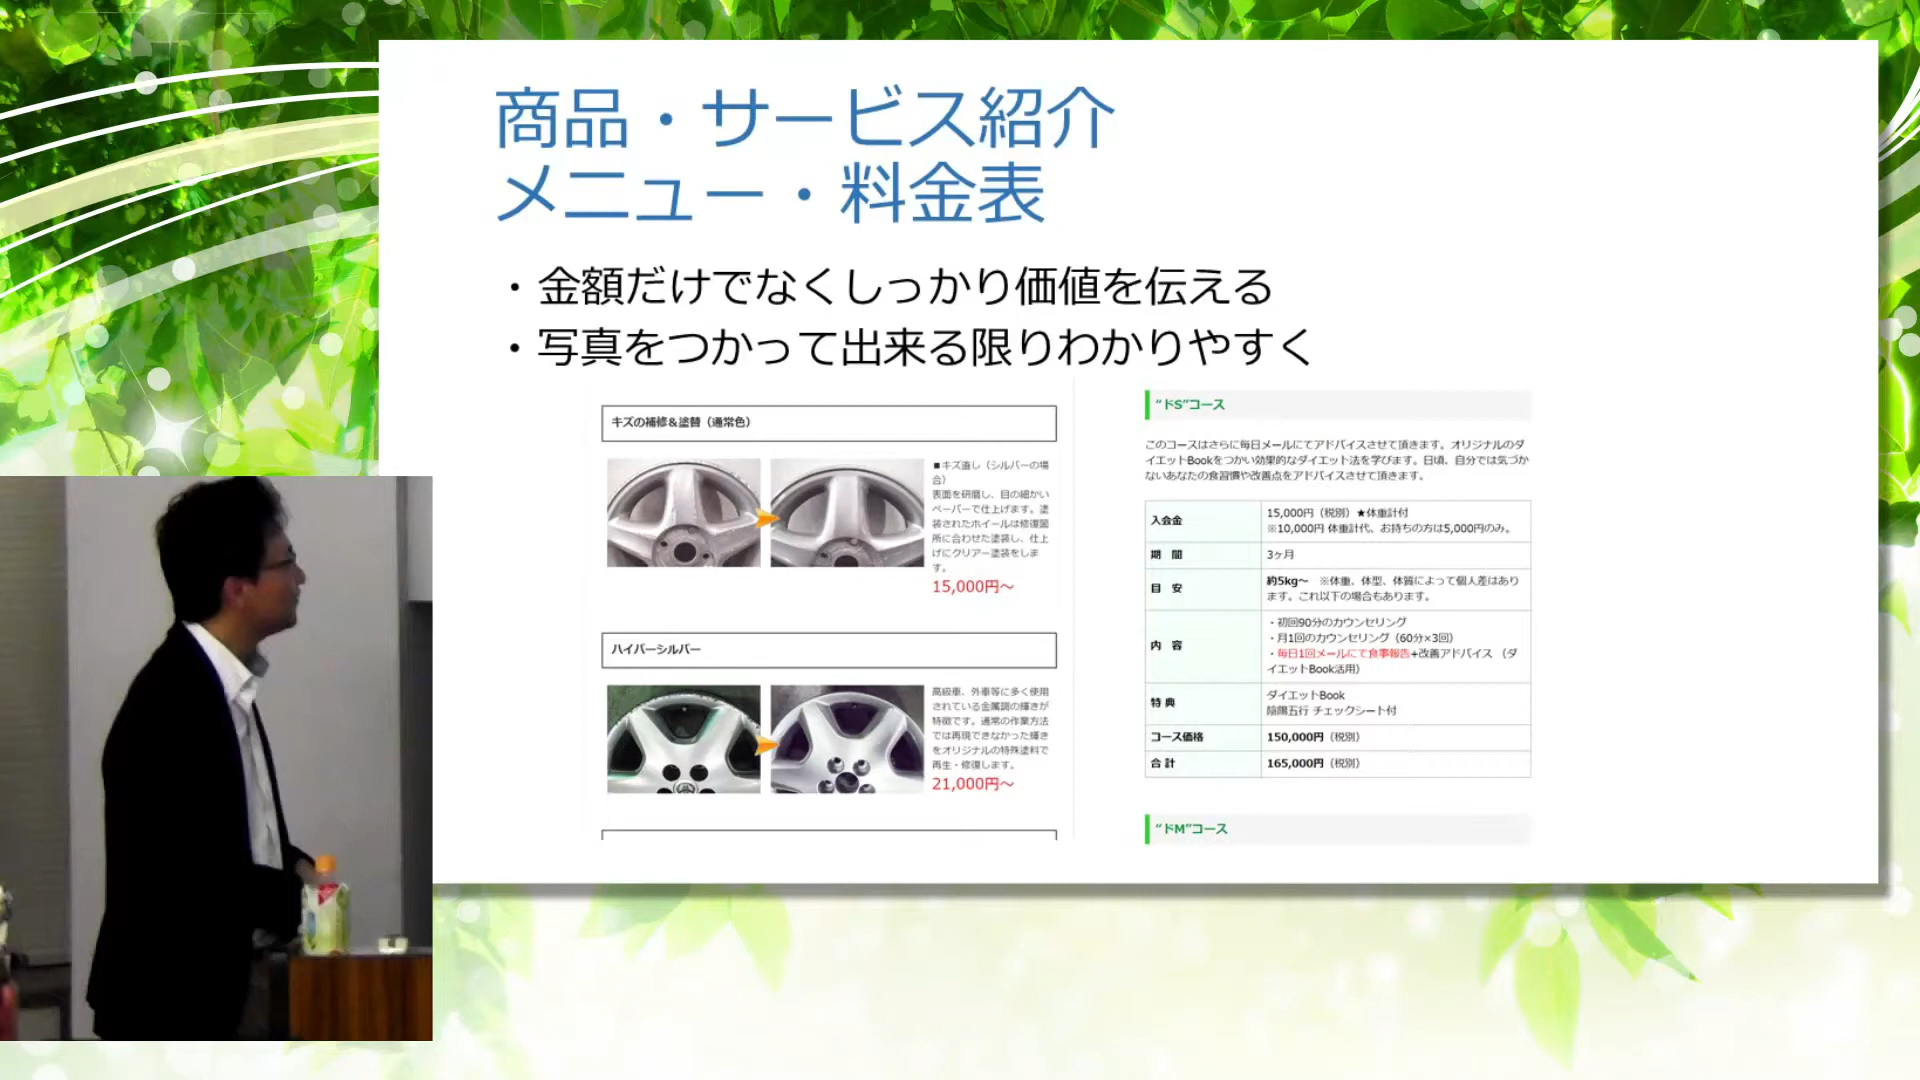 商品・サービス紹介
メニュー・料金表
・金額だけでなくしっかり価値を伝える
・写真をつかって出来る限りわかりやすく
キズの補修&塗替（通常色）
■キズ直し（シルバーの場
合）
表面を研磨し、目の細かい
ペーパーで仕上げます。塗
装されたホイールは修復箇
所に合わせた塗装し、仕上
げにクリアー塗装をしま
す。
15,000円～
ハイパーシルバー
高級車、外車等に多く使用
されている金属調の輝きが
特徴です。通常の作業方法
では再現できなかった輝き
をオリジナルの特殊塗料で
再生・修復します。
21,000円～
“ドS”コース
このコースはさらに毎日メールにてアドバイスさせて頂きます。オリジナルのダ
イエットBookをつかい効果的なダイエット法を学びます。日頃、自分では気づか
ないあなたの食習慣や改善点をアドバイスさせて頂きます。
入会金 15,000円（税別）★体重計付
※10,000円 体重計代、お持ちの方は5,000円のみ。
期　間 3ヶ月
目　安 約5kg～　※体重、体型、体質によって個人差はあり
ます。これ以下の場合もあります。
内　容 ・初回90分のカウンセリング
・月1回のカウンセリング（60分×3回）
・毎日1回メールにて食事報告+改善アドバイス （ダ
イエットBook活用）
特 典 ダイエットBook
陰陽五行 チェックシート付
コース価格 150,000円（税別）
合 計 165,000円（税別）
“ドM”コース